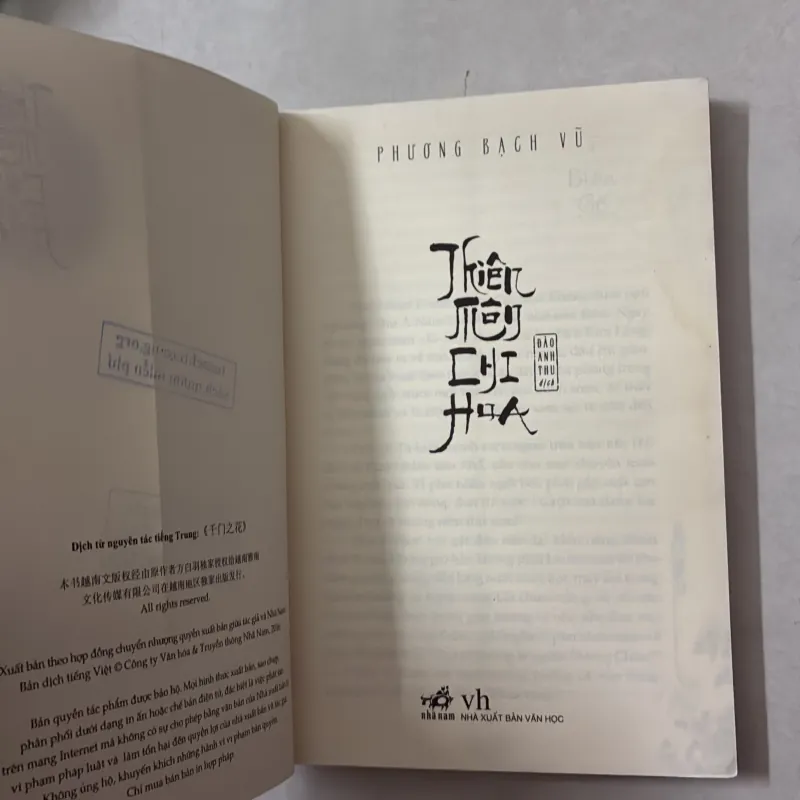 Dịch từ nguyên tác tiếng Trung: 《千门之花》
本书越南文版权经由原作者方白羽独家授权给越南雅南
文化传媒有限公司在越南地区独家出版发行。
All rights reserved.
Xuất bản theo hợp đồng chuyển nhượng quyền xuất bản giữa tác giả và Nhã Nam
Bản dịch tiếng Việt © Công ty Văn hóa & Truyền thông Nhã Nam,
Bản quyền tác phẩm được bảo hộ. Mọi hình thức xuất bản, sao chụp,
phân phối dưới dạng in ấn hoặc chế bản điện tử, đặc biệt là việc phát tán
trên mạng Internet mà không có sự cho phép bằng văn bản của Nhà xuất bản là
vi phạm pháp luật và làm tổn hại đến quyền lợi của nhà xuất bản và tác giả.
Không ủng hộ, khuyến khích những hành vi vi phạm bản quyền.
Chỉ mua bán bản in hợp pháp.
PHƯƠNG BẠCH VŨ
THIÊN
MÔN
CHI
HOA
ĐÀO
ANH
THƯ
dịch
nhã nam
vh
NHÀ XUẤT BẢN VĂN HỌC